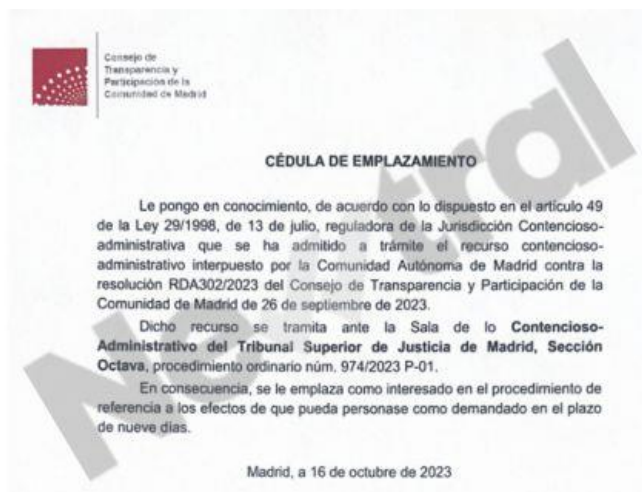 Consejo de
Transparencia y
Participación de la
Comunidad de Madrid
CÉDULA DE EMPLAZAMIENTO
Le pongo en conocimiento, de acuerdo con lo dispuesto en el artículo 49
de la Ley 29/1998, de 13 de julio, reguladora de la Jurisdicción Contencioso-
administrativa que se ha admitido a trámite el recurso contencioso-
administrativo interpuesto por la Comunidad Autónoma de Madrid contra la
resolución RDA302/2023 del Consejo de Transparencia y Participación de la
Comunidad de Madrid de 26 de septiembre de 2023.
Dicho recurso se tramita ante la Sala de lo Contencioso-
Administrativo del Tribunal Superior de Justicia de Madrid, Sección
Octava, procedimiento ordinario núm. 974/2023 P-01.
En consecuencia, se le emplaza como interesado en el procedimiento de
referencia a los efectos de que pueda personase como demandado en el plazo
de nueve días.
Madrid, a 16 de octubre de 2023
Newtral